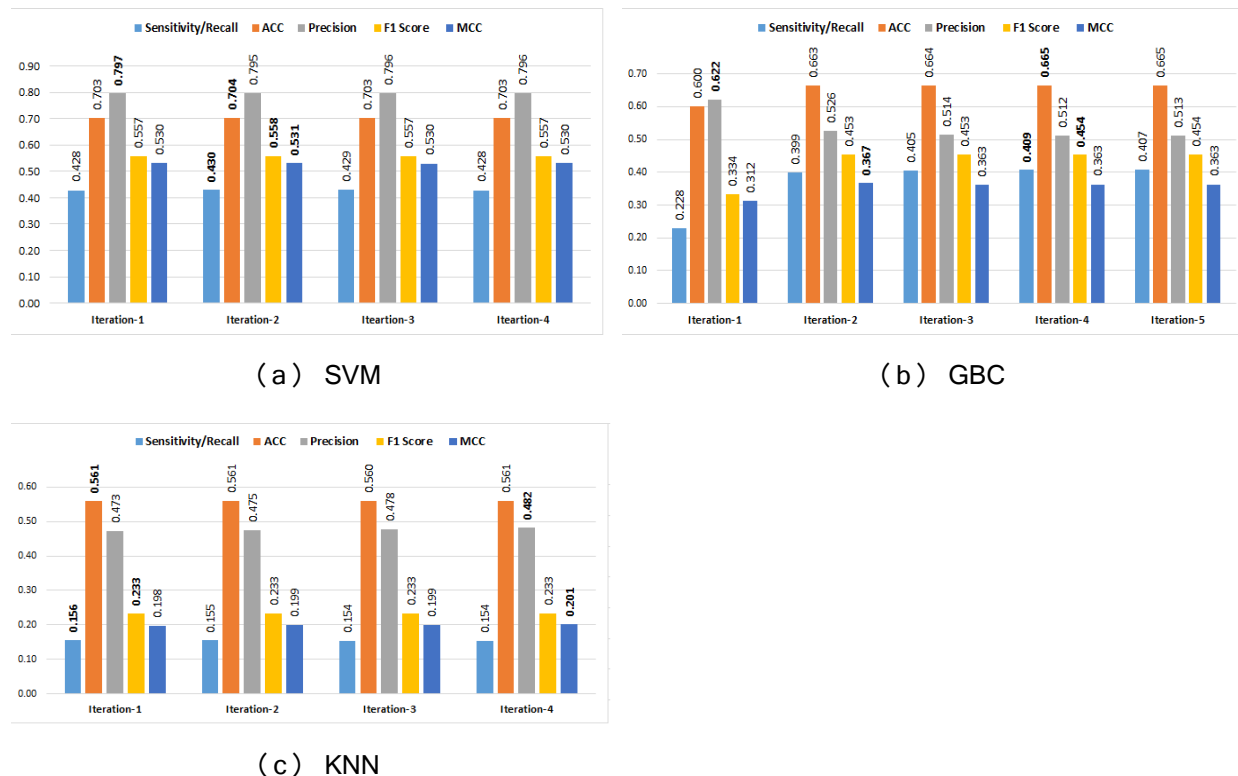 Sensitivity/Recall ACC Precision F1 Score MCC
0.90
0.80
0.70
0.60
0.50
0.40
0.30
0.20
0.10
0.00
0.428 0.703 0.797 0.557 0.530
0.430 0.704 0.795 0.558 0.531
0.429 0.703 0.796 0.557 0.530
0.428 0.703 0.796 0.557 0.530
Iteration-1 Iteration-2 Iteartion-3 Iteartion-4
(a) SVM
Sensitivity/Recall ACC Precision F1 Score MCC
0.70
0.60
0.50
0.40
0.30
0.20
0.10
0.00
0.228 0.600 0.622 0.334 0.312
0.399 0.663 0.526 0.453 0.367
0.405 0.664 0.514 0.453 0.363
0.409 0.665 0.512 0.454 0.363
0.407 0.665 0.513 0.454 0.363
Iteration-1 Iteration-2 Iteration-3 Iteration-4 Iteration-5
(b) GBC
Sensitivity/Recall ACC Precision F1 Score MCC
0.60
0.50
0.40
0.30
0.20
0.10
0.00
0.156 0.561 0.473 0.233 0.198
0.155 0.561 0.475 0.233 0.199
0.154 0.560 0.478 0.233 0.199
0.154 0.561 0.482 0.233 0.201
Iteration-1 Iteration-2 Iteration-3 Iteration-4
(c) KNN